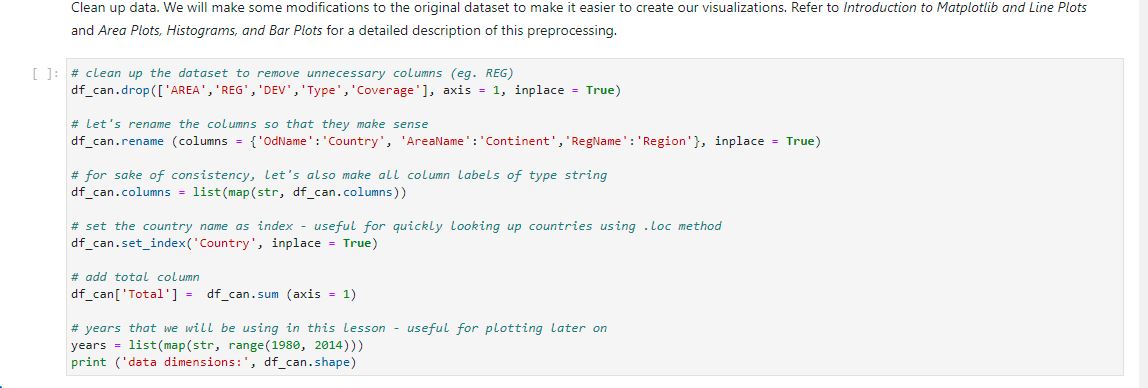 Clean up data. We will make some modifications to the original dataset to make it easier to create our visualizations. Refer to Introduction to Matplotlib and Line Plots
and Area Plots, Histograms, and Bar Plots for a detailed description of this preprocessing.
[ ]:
# clean up the dataset to remove unnecessary columns (eg. REG)
df_can.drop(['AREA','REG','DEV','Type','Coverage'], axis = 1, inplace = True)
# let's rename the columns so that they make sense
df_can.rename (columns = {'OdName':'Country', 'AreaName':'Continent','RegName':'Region'}, inplace = True)
# for sake of consistency, let's also make all column labels of type string
df_can.columns = list(map(str, df_can.columns))
# set the country name as index - useful for quickly looking up countries using .loc method
df_can.set_index('Country', inplace = True)
# add total column
df_can['Total'] =  df_can.sum (axis = 1)
# years that we will be using in this lesson - useful for plotting later on
years = list(map(str, range(1980, 2014)))
print ('data dimensions:', df_can.shape)